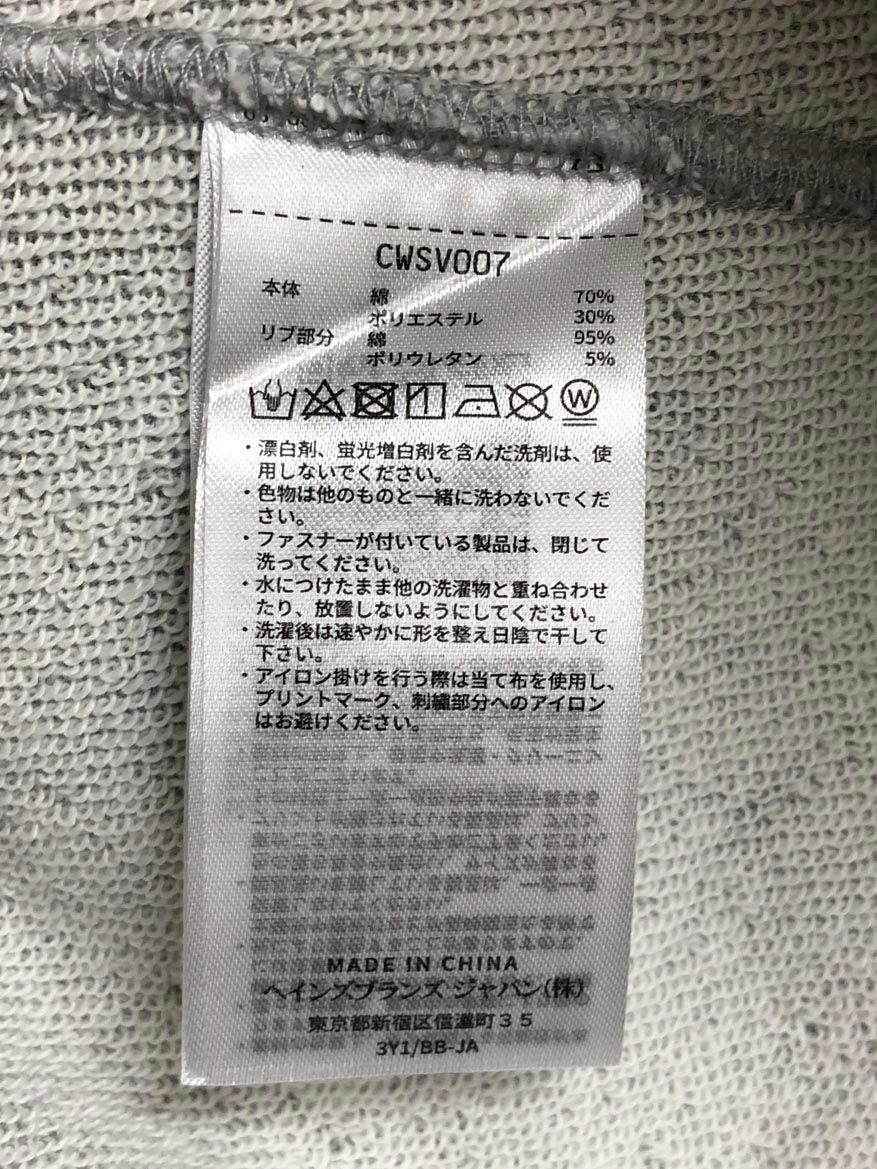 CWSV007
本体 綿 70%
ポリエステル 30%
リブ部分 綿 95%
ポリウレタン 5%
・漂白剤、蛍光増白剤を含んだ洗剤は、使
用しないでください。
・色物は他のものと一緒に洗わないでくだ
さい。
・ファスナーが付いている製品は、閉じて
洗ってください。
・水につけたまま他の洗濯物と重ね合わせ
たり、放置しないようにしてください。
・洗濯後は速やかに形を整え日陰で干して
下さい。
・アイロン掛けを行う際は当て布を使用し、
プリントマーク、刺繍部分へのアイロン
はお避けください。
MADE IN CHINA
ヘインズブランズ ジャパン(株)
東京都新宿区信濃町35
3Y1/BB-JA